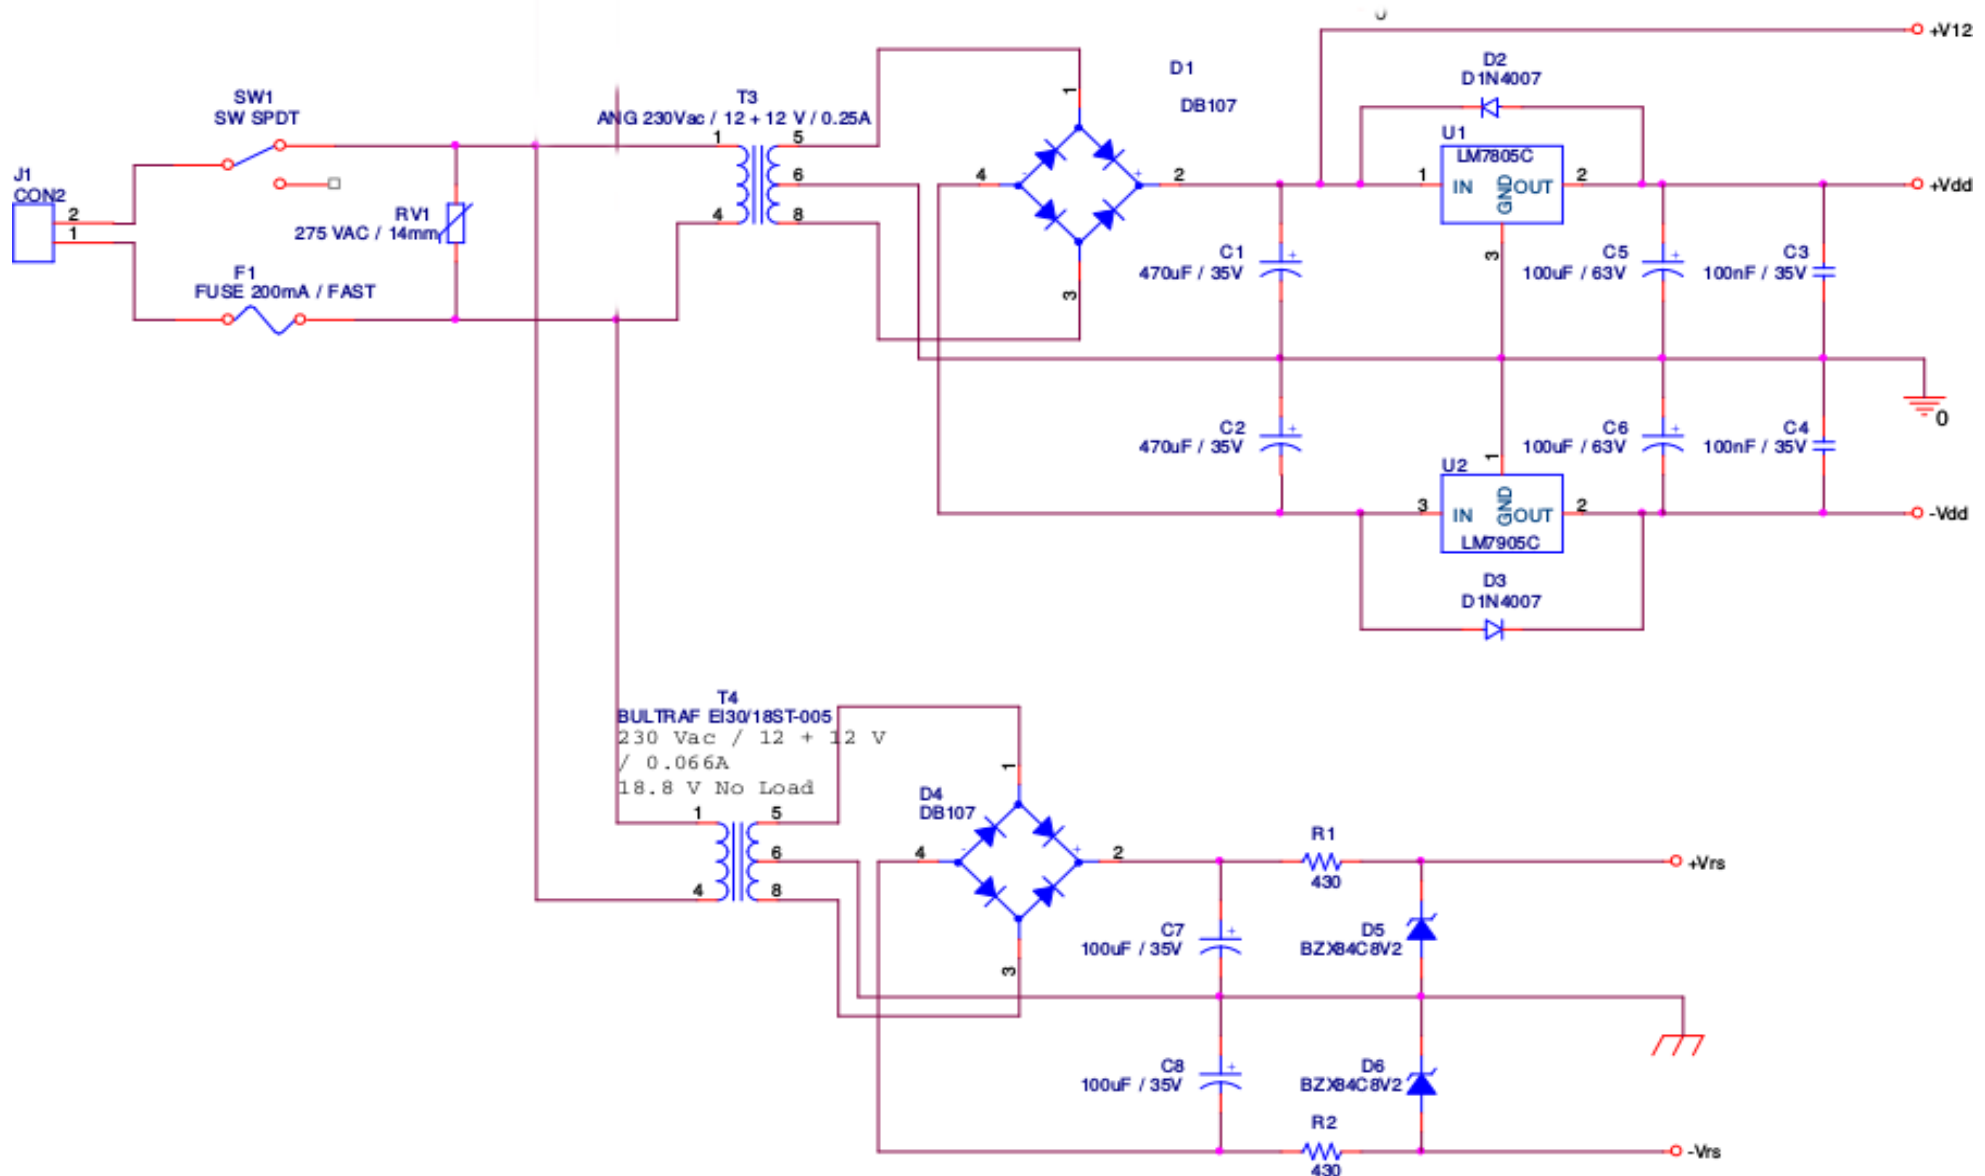 +V12
D1
DB107
D2
D1N4007
SW1
SW SPDT
T3
ANG 230Vac / 12 + 12 V / 0.25A
1
5
6
4
8
1
4
2
3
-
+
U1
LM7805C
1
IN
GND
OUT
2
3
+Vdd
J1
CON2
2
1
RV1
275 VAC / 14mm
F1
FUSE 200mA / FAST
C1
470uF / 35V
+
C5
100uF / 63V
+
C3
100nF / 35V
0
C2
470uF / 35V
+
C6
100uF / 63V
+
C4
100nF / 35V
U2
1
3
IN
GND
OUT
2
LM7905C
-Vdd
D3
D1N4007
T4
BULTRAF EI30/18ST-005
230 Vac / 12 + 12 V
/ 0.066A
18.8 V No Load
1
5
6
4
8
D4
DB107
1
4
2
3
-
+
R1
430
+Vrs
C7
100uF / 35V
+
D5
BZX84C8V2
C8
100uF / 35V
+
D6
BZX84C8V2
R2
430
-Vrs